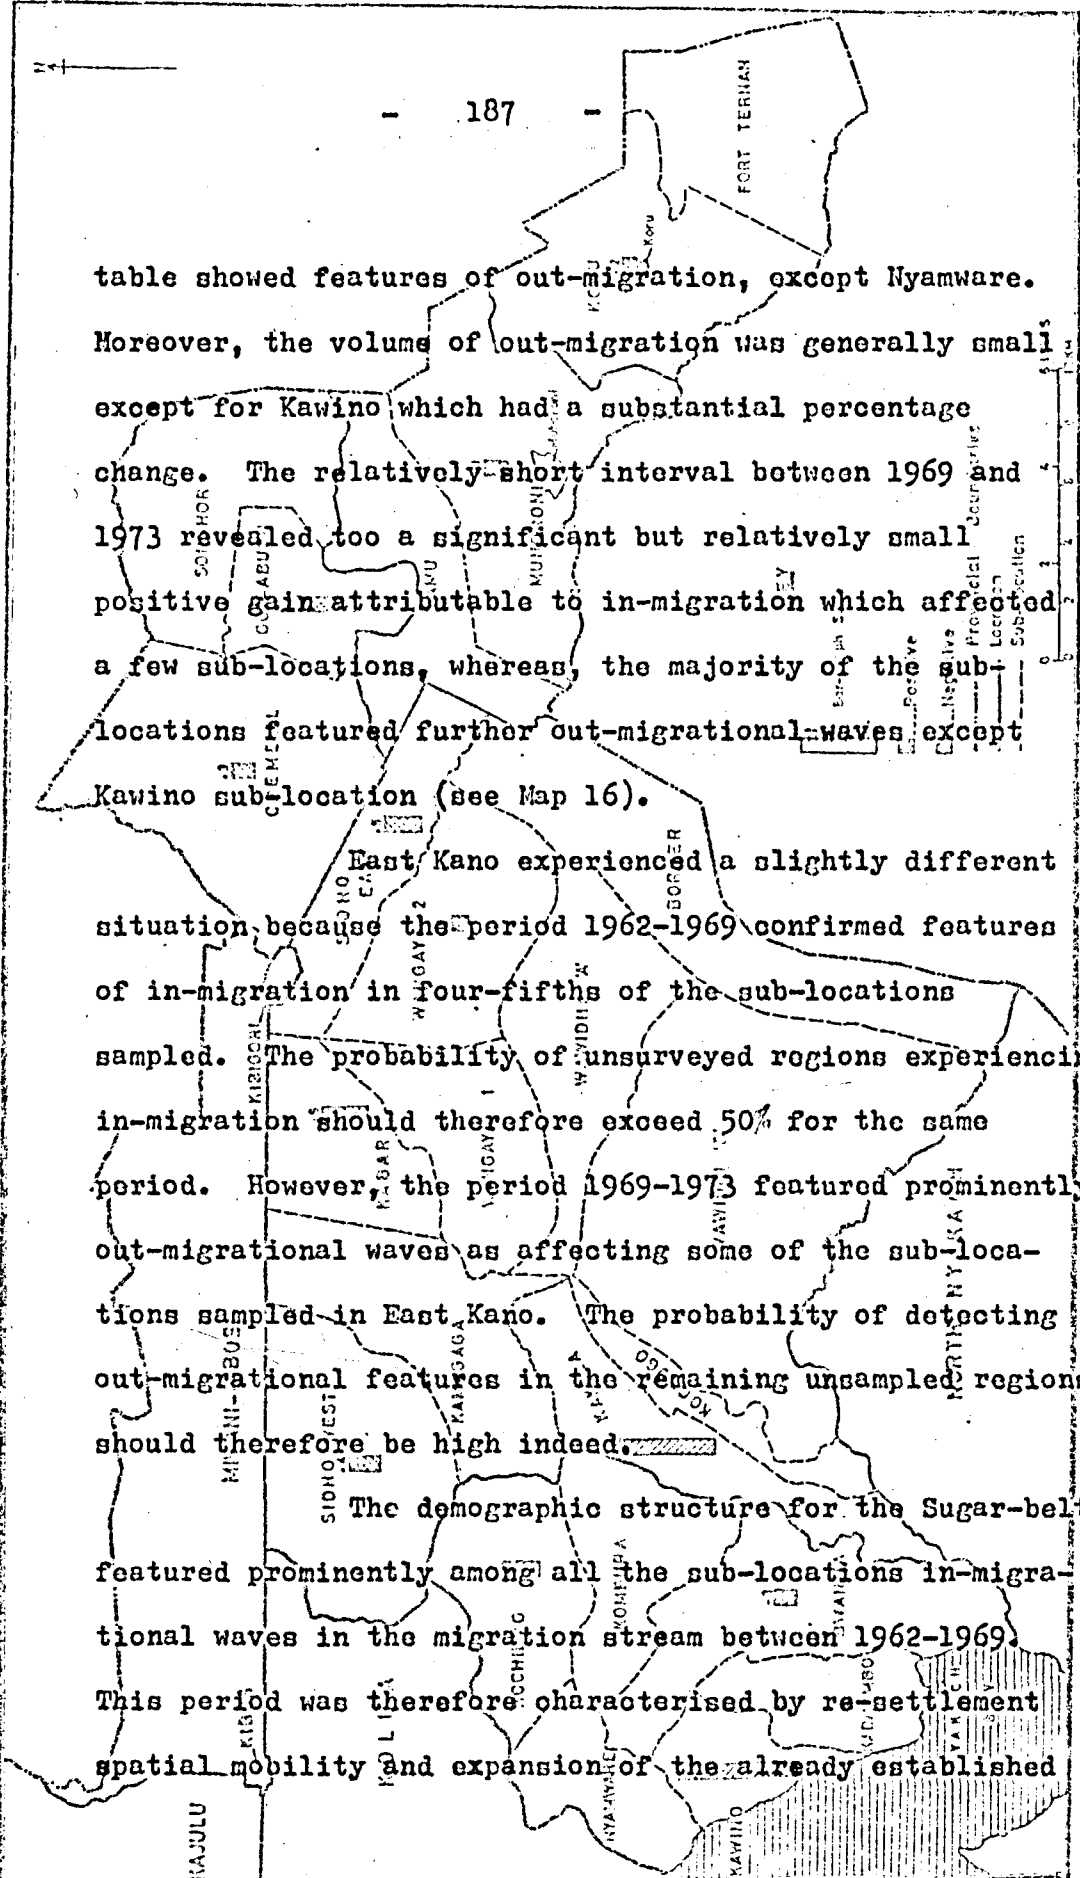 - 187 -
table showed features of out-migration, except Nyamware.
Moreover, the volume of out-migration was generally small
except for Kawino which had a substantial percentage
change. The relatively short interval between 1969 and
1973 revealed too a significant but relatively small
positive gain attributable to in-migration which affected
a few sub-locations, whereas, the majority of the sub-
locations featured further out-migrational waves except
Kawino sub-location (see Map 16).
East Kano experienced a slightly different
situation because the period 1962-1969 confirmed features
of in-migration in four-fifths of the sub-locations
sampled. The probability of unsurveyed regions experienci
in-migration should therefore exceed 50% for the same
period. However, the period 1969-1973 featured prominently
out-migrational waves as affecting some of the sub-loca-
tions sampled in East Kano. The probability of detecting
out-migrational features in the remaining unsampled regions
should therefore be high indeed.
The demographic structure for the Sugar-belt
featured prominently among all the sub-locations in-migra-
tional waves in the migration stream between 1962-1969.
This period was therefore characterised by re-settlement
spatial mobility and expansion of the already established
FORT TERNAN
Koru
N
BORDER
CHEMELIL
KIBIGORI
KAJULU
KAWINO
NYAMWARE